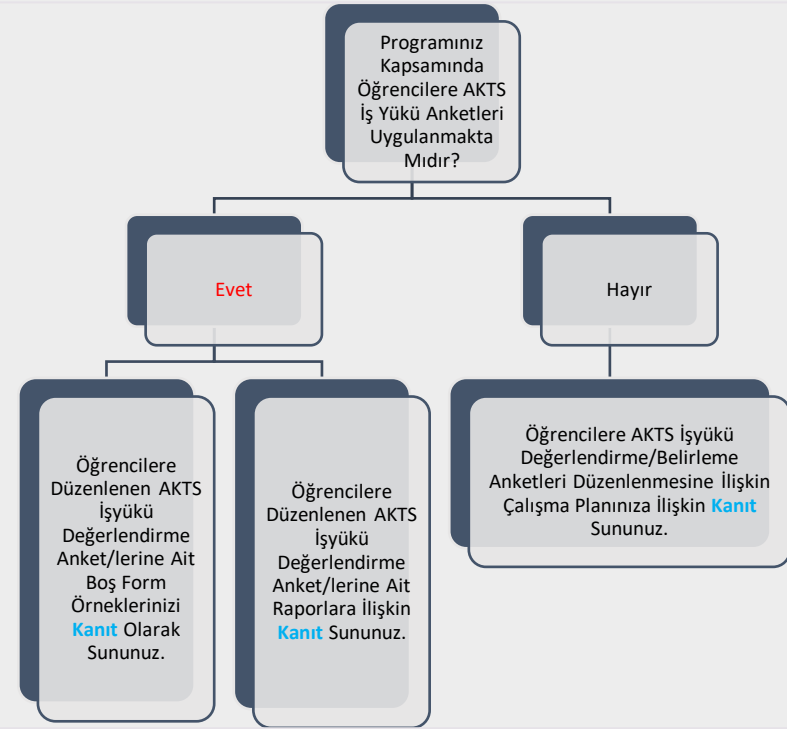 Programınız
Kapsamında
Öğrencilere AKTS
İş Yükü Anketleri
Uygulanmakta
Mıdır?
Evet
Hayır
Öğrencilere
Düzenlenen AKTS
İşyükü
Değerlendirme
Anket/lerine Ait
Boş Form
Örneklerinizi
Kanıt Olarak
Sununuz.
Öğrencilere
Düzenlenen AKTS
İşyükü
Değerlendirme
Anket/lerine Ait
Raporlara İlişkin
Kanıt Sununuz.
Öğrencilere AKTS İşyükü
Değerlendirme/Belirleme
Anketleri Düzenlenmesine İlişkin
Çalışma Planınıza İlişkin Kanıt
Sununuz.